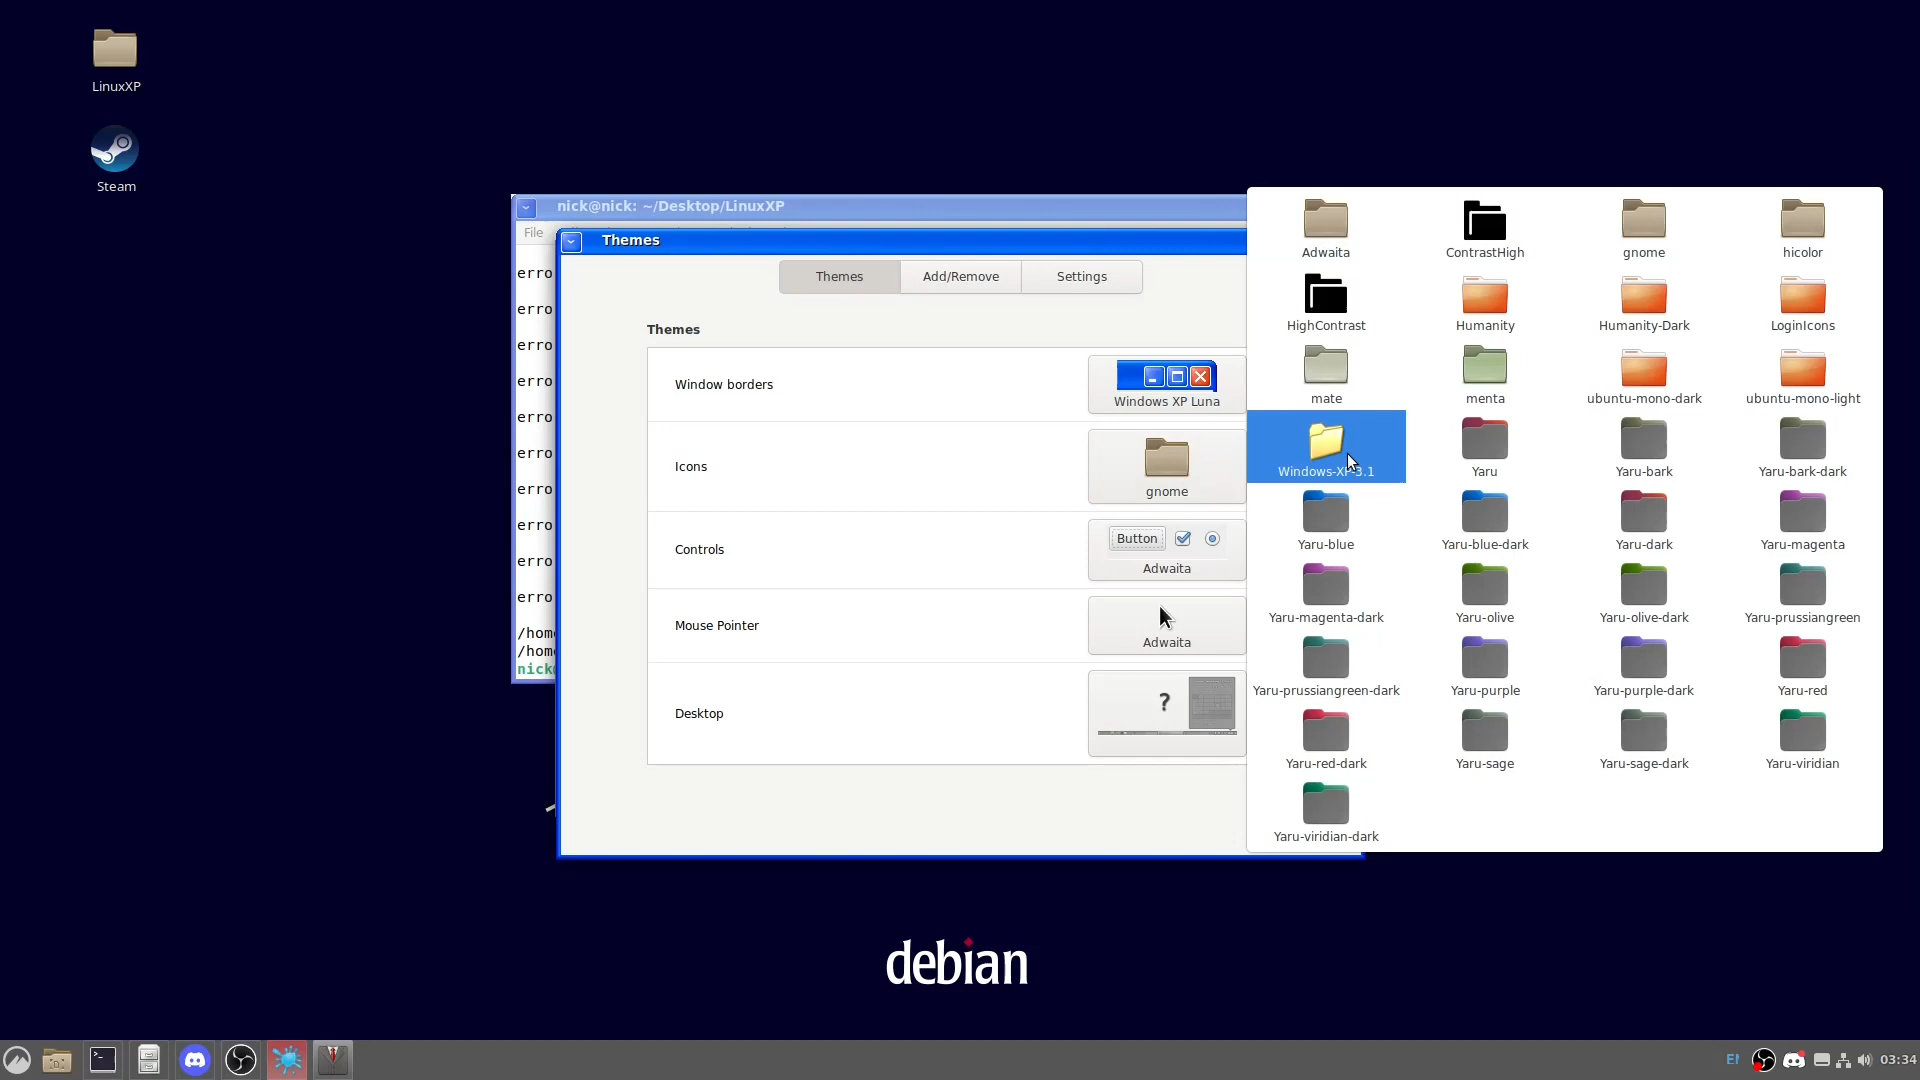 LinuxXP
Steam
nick@nick: ~/Desktop/LinuxXP
File
erro
erro
erro
erro
erro
erro
erro
erro
erro
erro
/hom
/hom
nick
Themes
Themes
Add/Remove
Settings
Themes
Window borders
Windows XP Luna
Icons
gnome
Controls
Button
Adwaita
Mouse Pointer
Adwaita
Desktop
?
Adwaita
ContrastHigh
gnome
hicolor
HighContrast
Humanity
Humanity-Dark
LoginIcons
mate
menta
ubuntu-mono-dark
ubuntu-mono-light
Windows-XP-3.1
Yaru
Yaru-bark
Yaru-bark-dark
Yaru-blue
Yaru-blue-dark
Yaru-dark
Yaru-magenta
Yaru-magenta-dark
Yaru-olive
Yaru-olive-dark
Yaru-prussiangreen
Yaru-prussiangreen-dark
Yaru-purple
Yaru-purple-dark
Yaru-red
Yaru-red-dark
Yaru-sage
Yaru-sage-dark
Yaru-viridian
Yaru-viridian-dark
debian
03:34